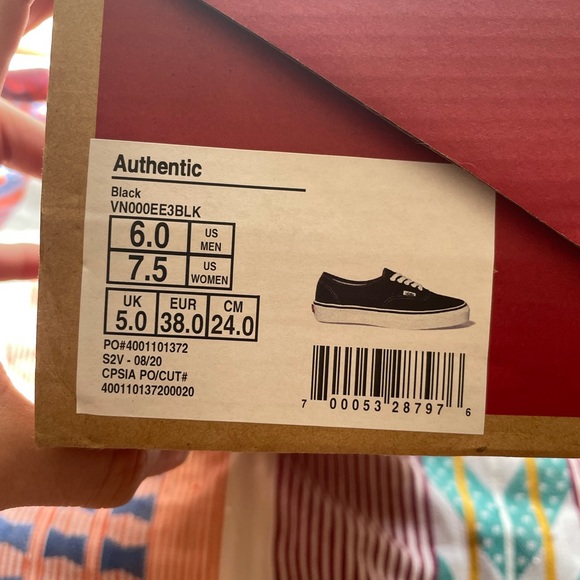 Authentic
Black
VN000EE3BLK
6.0 US MEN
7.5 US WOMEN
UK EUR CM
5.0 38.0 24.0
PO#4001101372
S2V - 08/20
CPSIA PO/CUT#
400110137200020
7 00053 28797 6